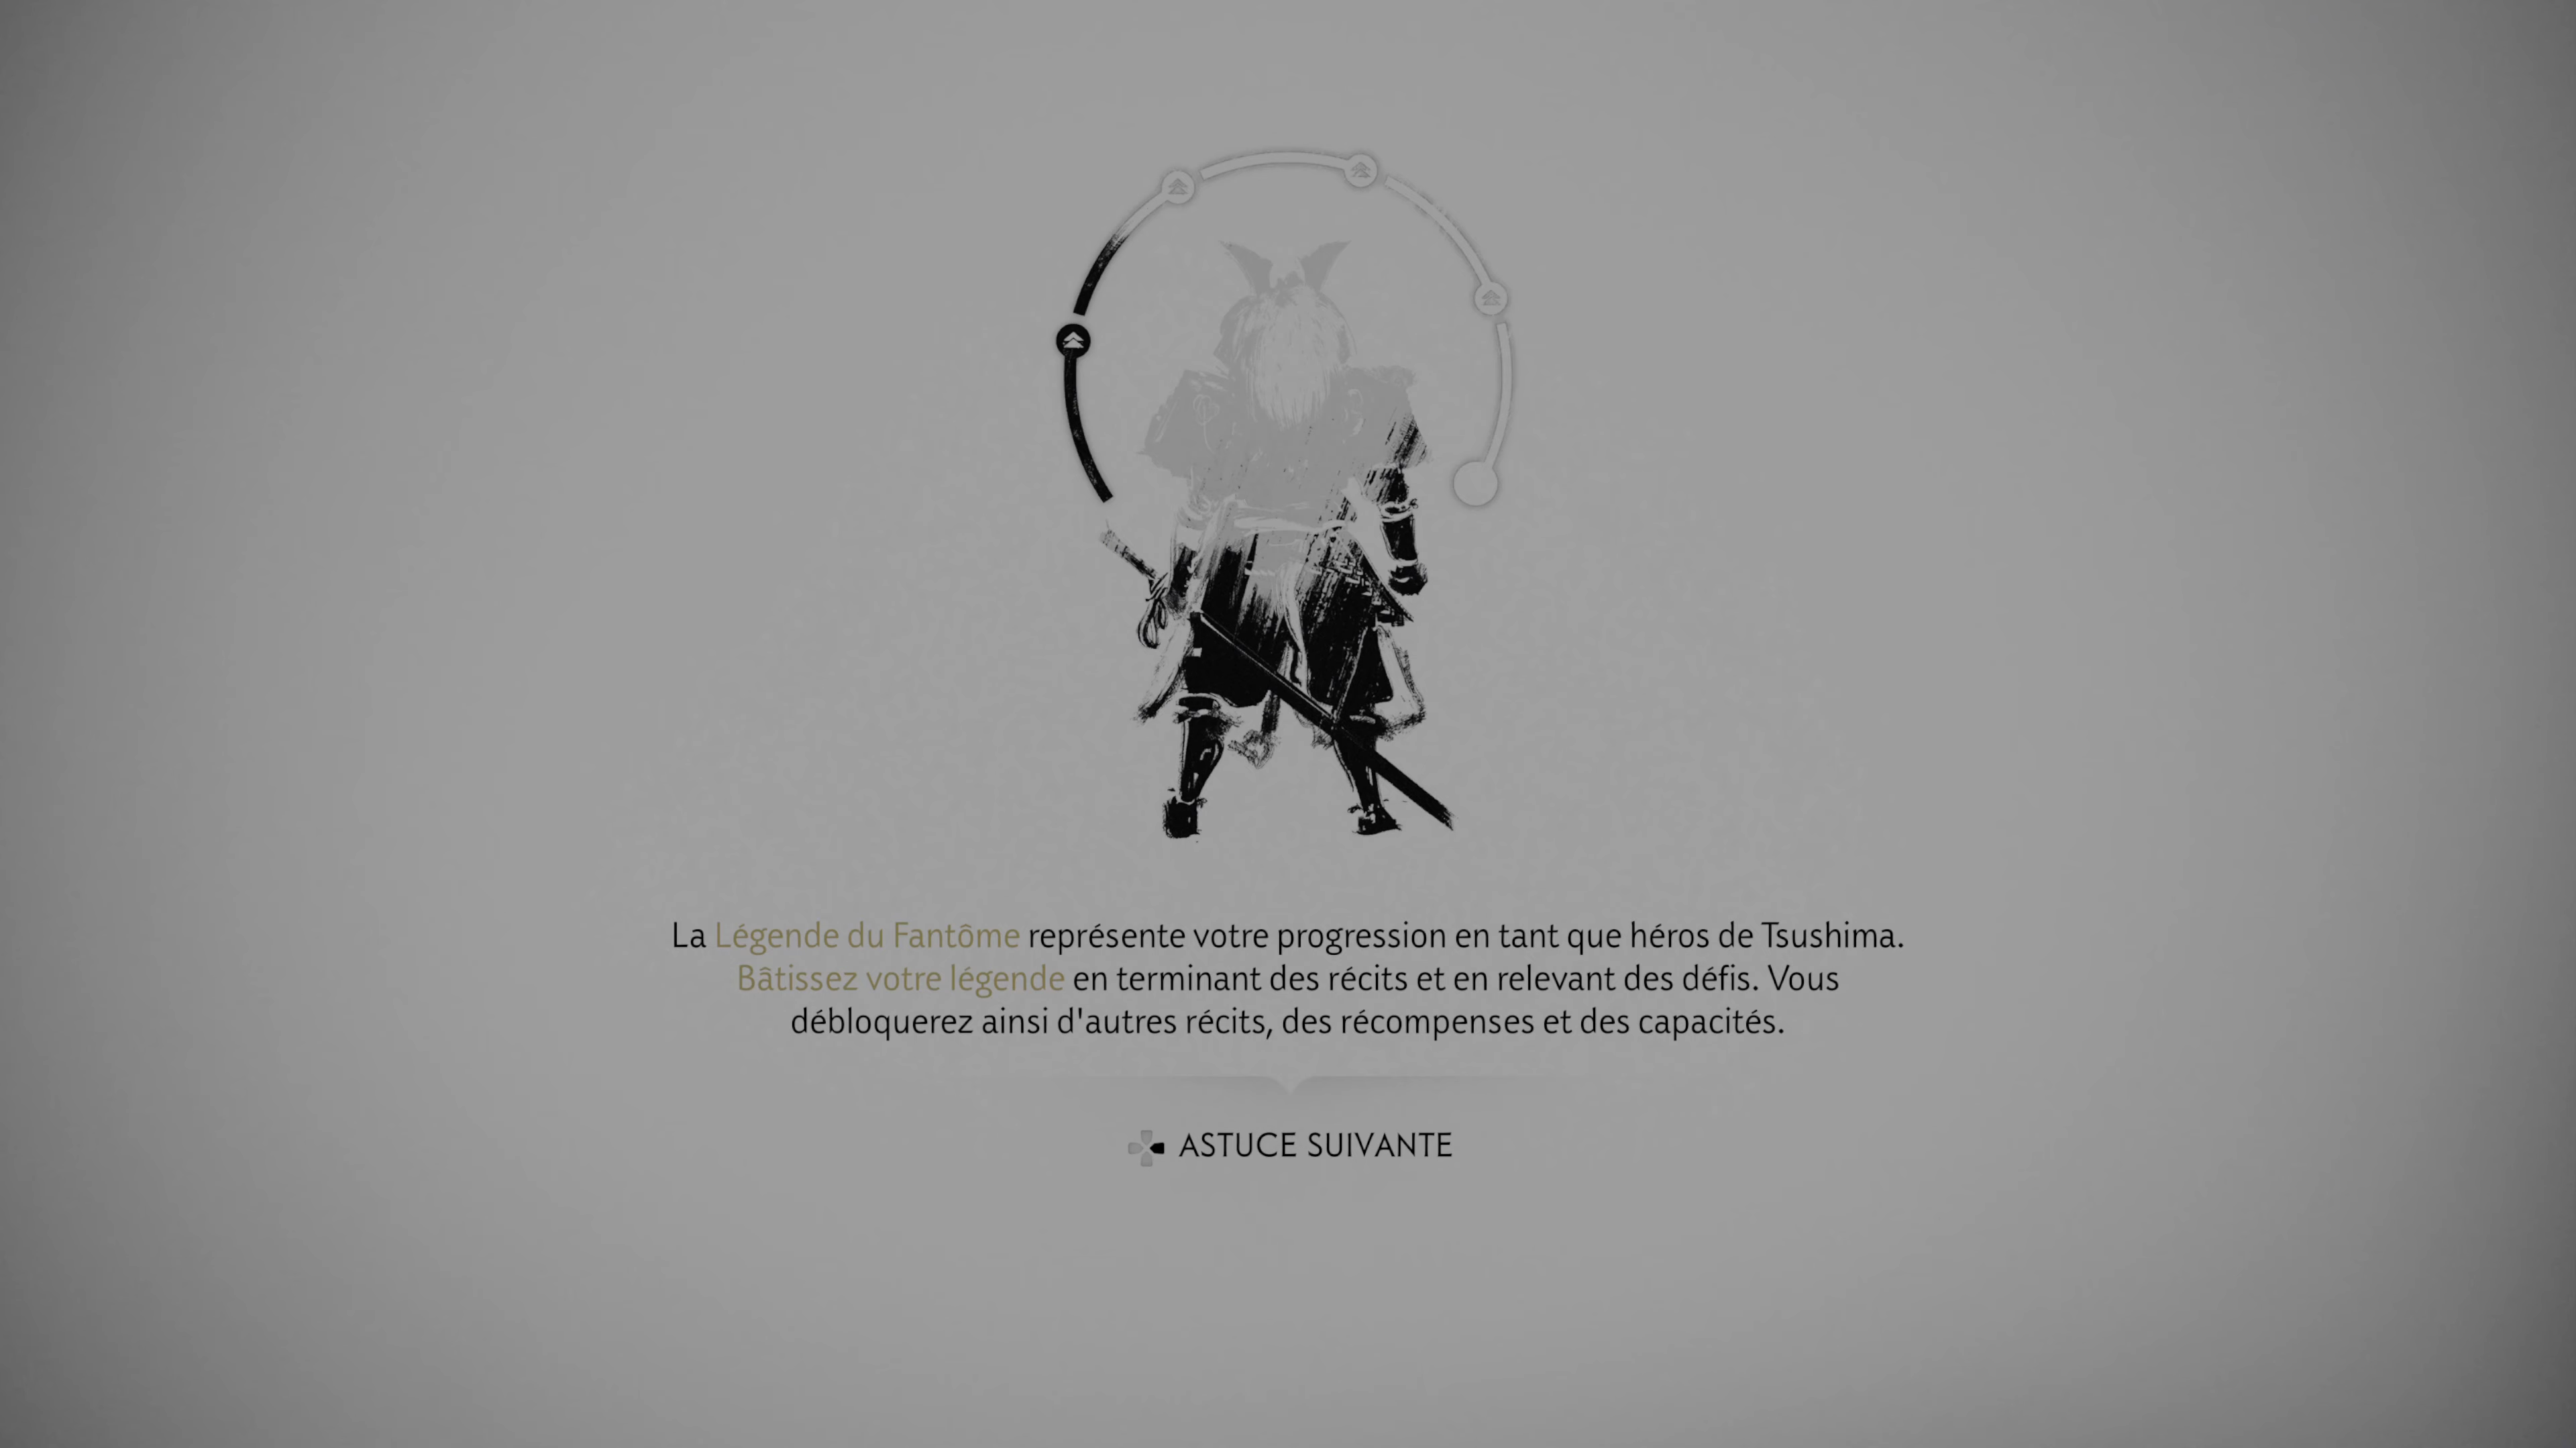 La Légende du Fantôme représente votre progression en tant que héros de Tsushima.
Bâtissez votre légende en terminant des récits et en relevant des défis. Vous
débloquerez ainsi d'autres récits, des récompenses et des capacités.
ASTUCE SUIVANTE